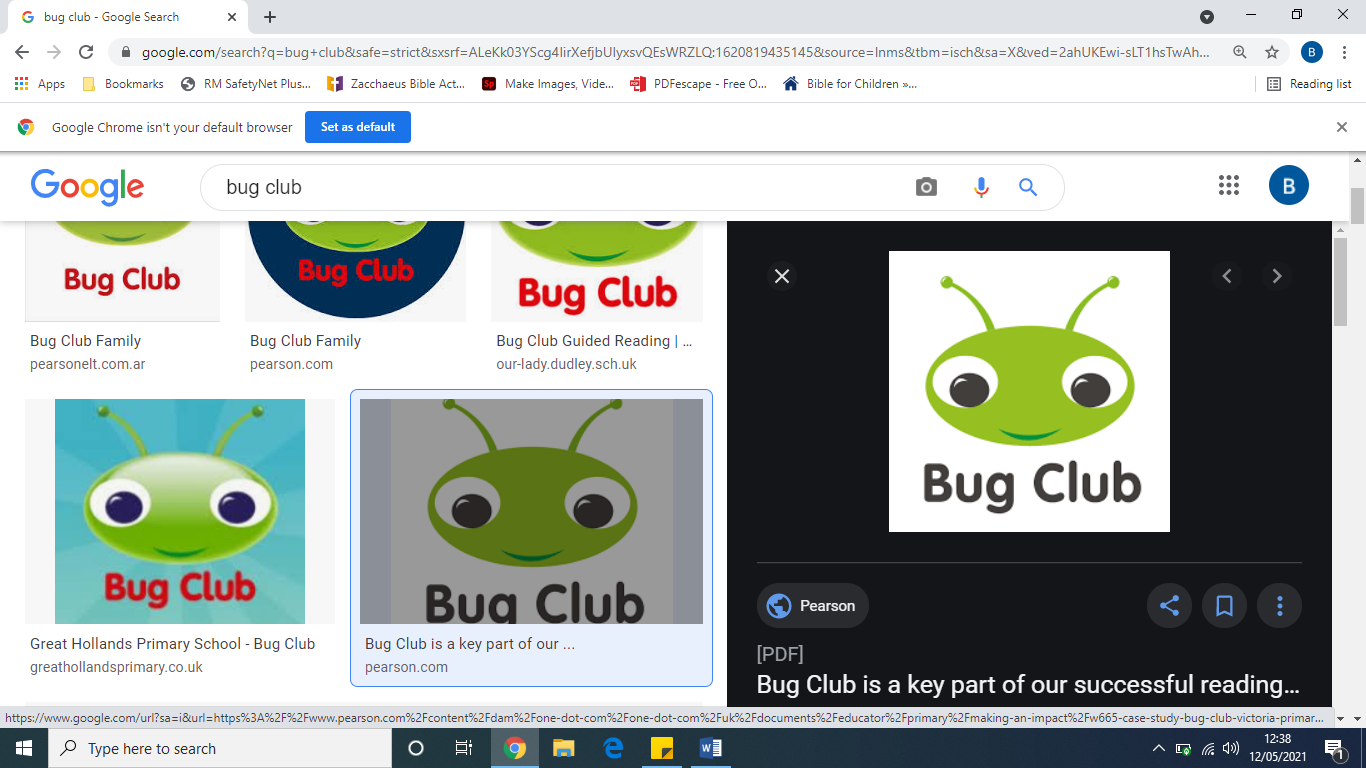 bug club - Google Search
google.com/search?q=bug+club&safe=strict&sxsrf=ALeKk03YScg4IirXefjbUIyxsvQEsWRZLQ:1620819435145&source=lnms&tbm=isch&sa=X&ved=2ahUKEwi-sLT1hsTwAh...
B
Apps
Bookmarks
RM SafetyNet Plus...
Zacchaeus Bible Act...
Sp
Make Images, Vide...
PDFescape - Free O...
Bible for Children »...
Reading list
Google Chrome isn't your default browser
Set as default
Google
bug club
B
Bug Club
Bug Club
Bug Club
Bug Club Family
pearsonelt.com.ar
Bug Club Family
pearson.com
Bug Club Guided Reading | ...
our-lady.dudley.sch.uk
Bug Club
Great Hollands Primary School - Bug Club
greathollandsprimary.co.uk
Bug Club
Bug Club is a key part of our ...
pearson.com
Bug Club
Pearson
[PDF]
Bug Club is a key part of our successful reading...
https://www.google.com/url?sa=i&url=https%3A%2F%2Fwww.pearson.com%2Fcontent%2Fdam%2Fone-dot-com%2Fone-dot-com%2Fuk%2Fdocuments%2Feducator%2Fprimary%2Fmaking-an-impact%2Fw665-case-study-bug-club-victoria-primar...
Type here to search
12:38
12/05/2021
1